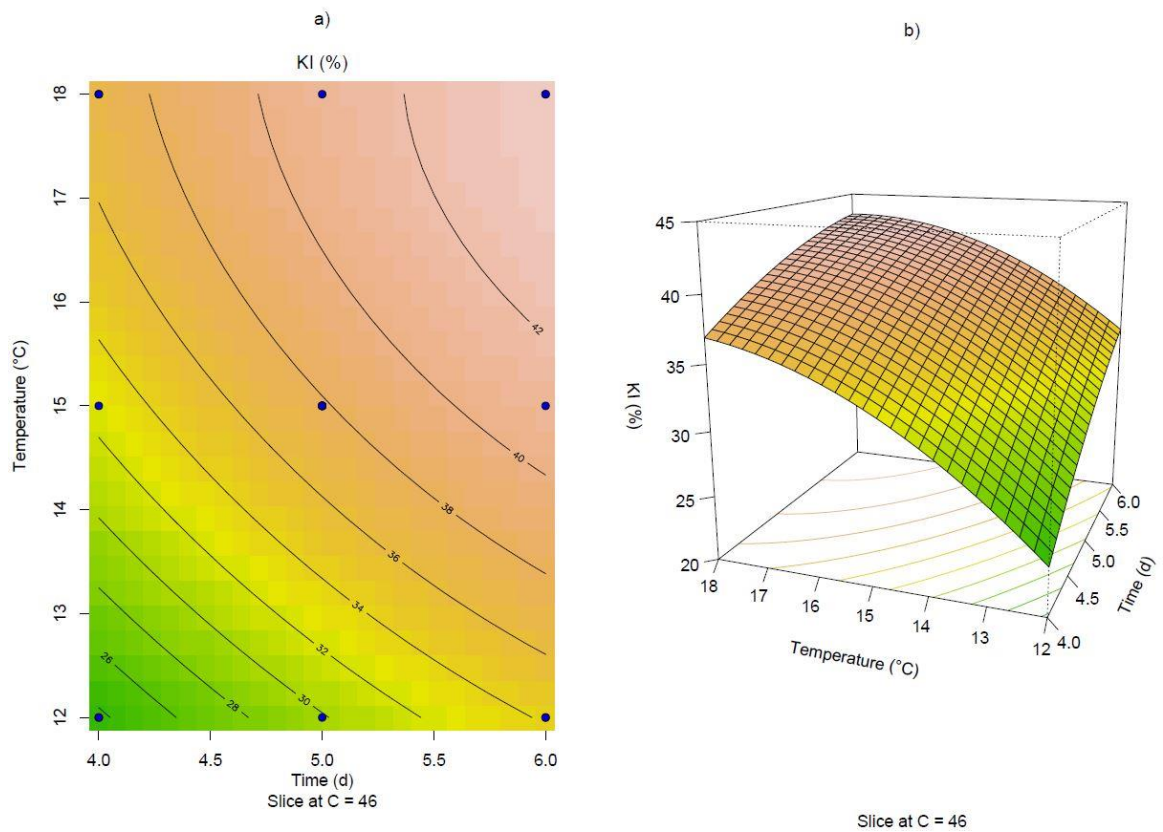 a)
KI (%)
18
17
16
15
14
13
12
Temperature (°C)
42
40
38
36
34
32
30
28
26
4.0 4.5 5.0 5.5 6.0
Time (d)
Slice at C = 46
b)
45
40
35
30
25
20
KI (%)
18 17 16 15 14 13 12
Temperature (°C)
4.0 4.5 5.0 5.5 6.0
Time (d)
Slice at C = 46